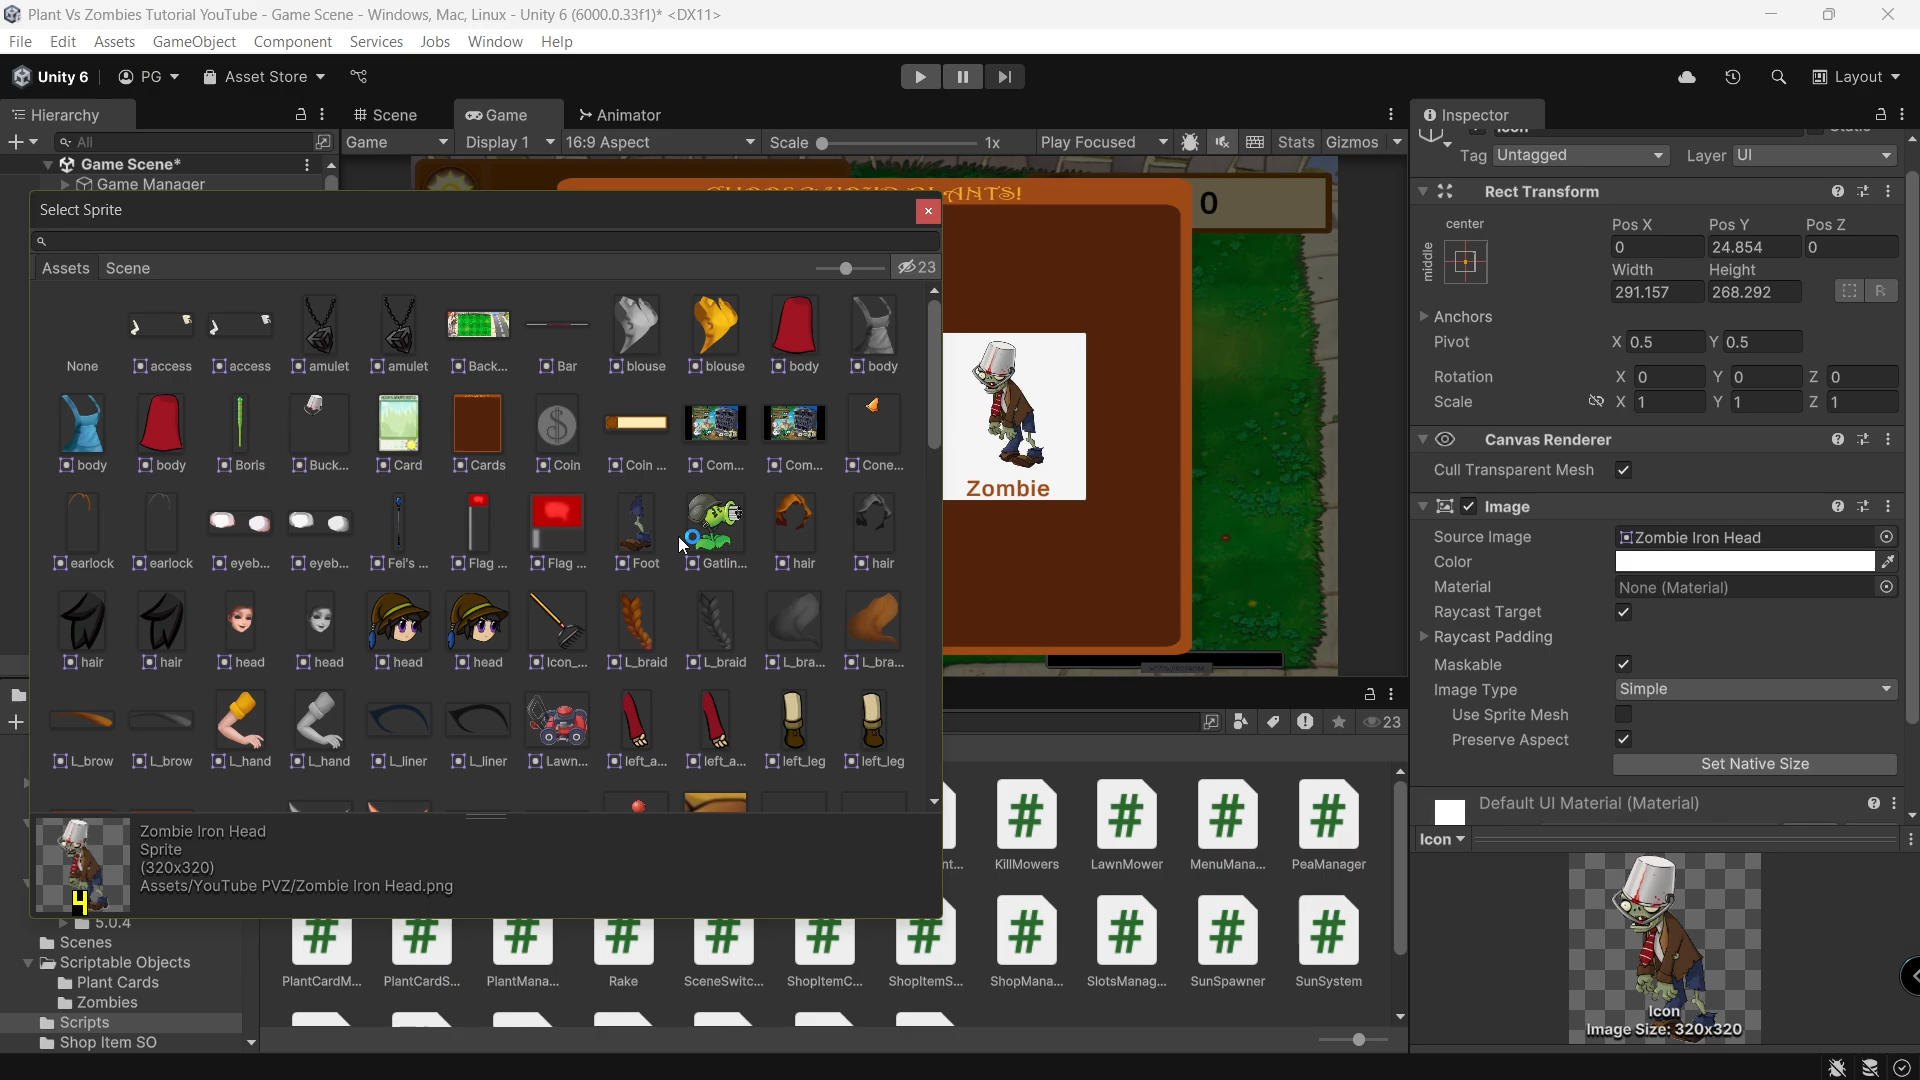 Plant Vs Zombies Tutorial YouTube - Game Scene - Windows, Mac, Linux - Unity 6 (6000.0.33f1)* <DX11>
File Edit Assets GameObject Component Services Jobs Window Help
Unity 6 PG Asset Store Layout
Hierarchy Scene Game Animator Inspector
All Game Display 1 16:9 Aspect Scale 1x Play Focused Stats Gizmos
Tag Untagged Layer UI
Game Scene*
Game Manager
Select Sprite
Assets Scene 23
None access access amulet amulet Back... Bar blouse blouse body body
body body Boris Buck... Card Cards Coin Coin ... Com... Com... Cone...
earlock earlock eyeb... eyeb... Fei's ... Flag ... Flag ... Foot Gatlin... hair hair
hair hair head head head head Icon_... L_braid L_braid L_bra... L_bra...
L_brow L_brow L_hand L_hand L_liner L_liner Lawn... left_a... left_a... left_leg left_leg
Zombie Iron Head
Sprite
(320x320)
Assets/YouTube PVZ/Zombie Iron Head.png
4
ANTS!
0
Zombie
Rect Transform
center
middle
Pos X Pos Y Pos Z
0 24.854 0
Width Height
291.157 268.292
R
Anchors
Pivot X 0.5 Y 0.5
Rotation X 0 Y 0 Z 0
Scale X 1 Y 1 Z 1
Canvas Renderer
Cull Transparent Mesh
Image
Source Image Zombie Iron Head
Color
Material None (Material)
Raycast Target
Raycast Padding
Maskable
Image Type Simple
Use Sprite Mesh
Preserve Aspect
Set Native Size
Default UI Material (Material)
Icon
Icon
Image Size: 320x320
23
nt... KillMowers LawnMower MenuMana... PeaManager
PlantCardM... PlantCardS... PlantMana... Rake SceneSwitc... ShopItemC... ShopItemS... ShopMana... SlotsManag... SunSpawner SunSystem
5.0.4
Scenes
Scriptable Objects
Plant Cards
Zombies
Scripts
Shop Item SO